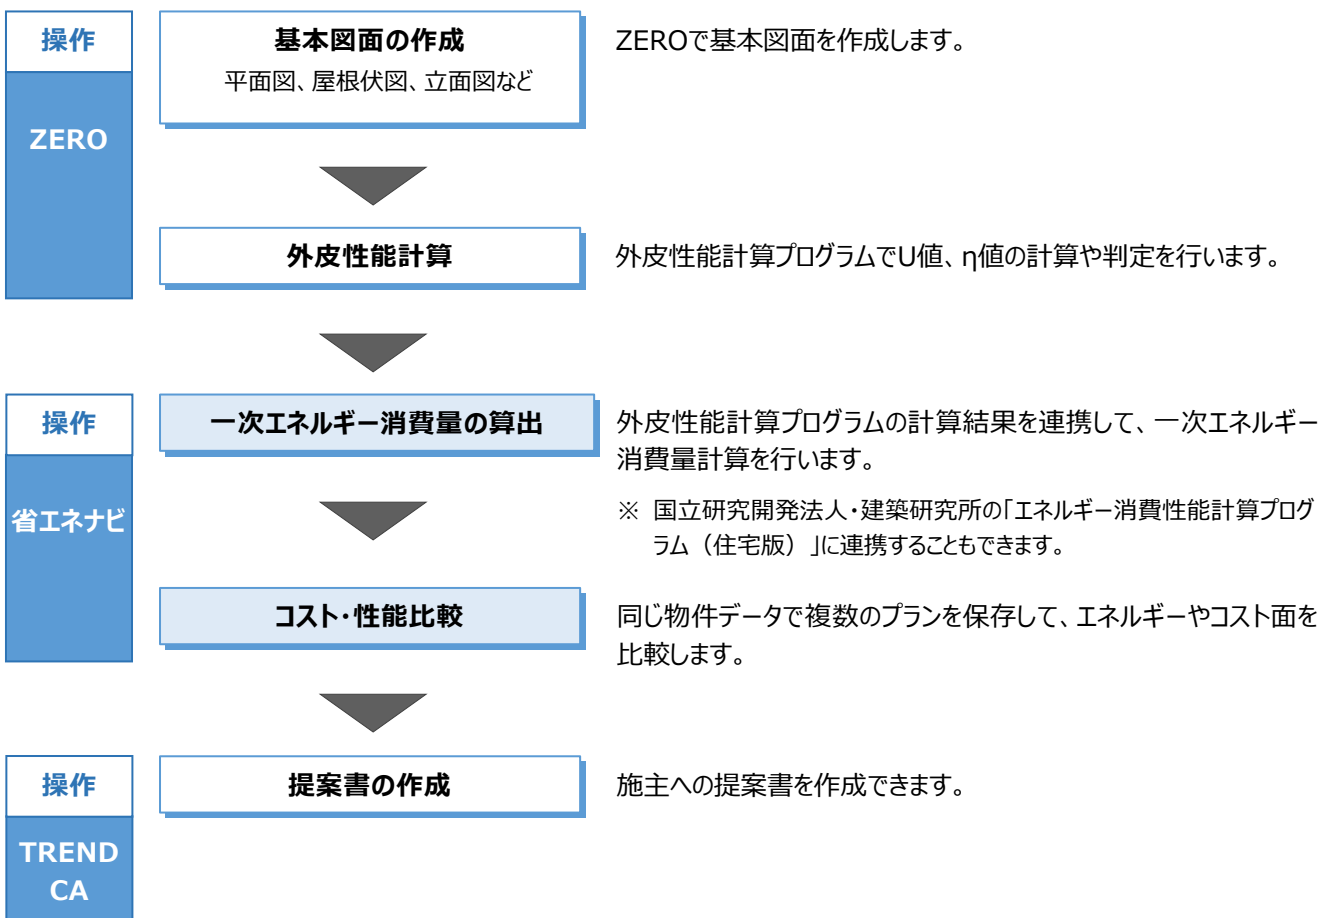 操作
基本図面の作成
平面図、屋根伏図、立面図など
ZEROで基本図面を作成します。
ZERO
外皮性能計算
外皮性能計算プログラムでU値、η値の計算や判定を行います。
操作
一次エネルギー消費量の算出
外皮性能計算プログラムの計算結果を連携して、一次エネルギー
消費量計算を行います。
省エネナビ
※ 国立研究開発法人・建築研究所の「エネルギー消費性能計算プログ
ラム（住宅版）」に連携することもできます。
コスト・性能比較
同じ物件データで複数のプランを保存して、エネルギーやコスト面を
比較します。
操作
提案書の作成
施主への提案書を作成できます。
TREND
CA